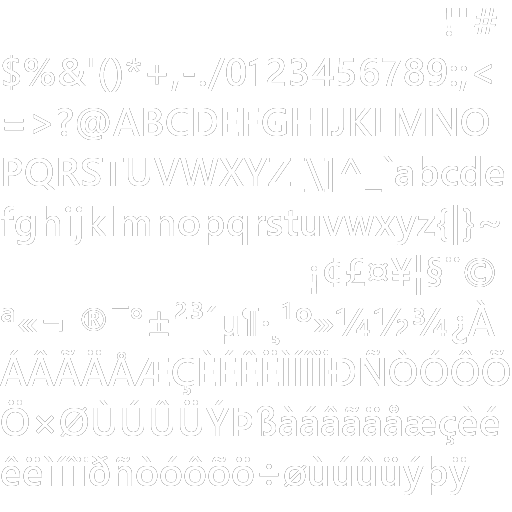 !"#
$%&'()*+,-./0123456789:;<
=>?@ABCDEFGHIJKLMNO
PQRSTUVWXYZ[\]^_`abcde
fghijklmnopqrstuvwxyz{|}~
¡¢£¤¥¦§¨©
ª«¬®¯°±²³´µ¶·¸¹º»¼½¾¿À
ÁÂÃÄÅÆÇÈÉÊËÌÍÎÏÐÑÒÓÔÕ
Ö×ØÙÚÛÜÝÞßàáâãäåæçèé
êëìíîïðñòóôõö÷øùúûüýþÿ